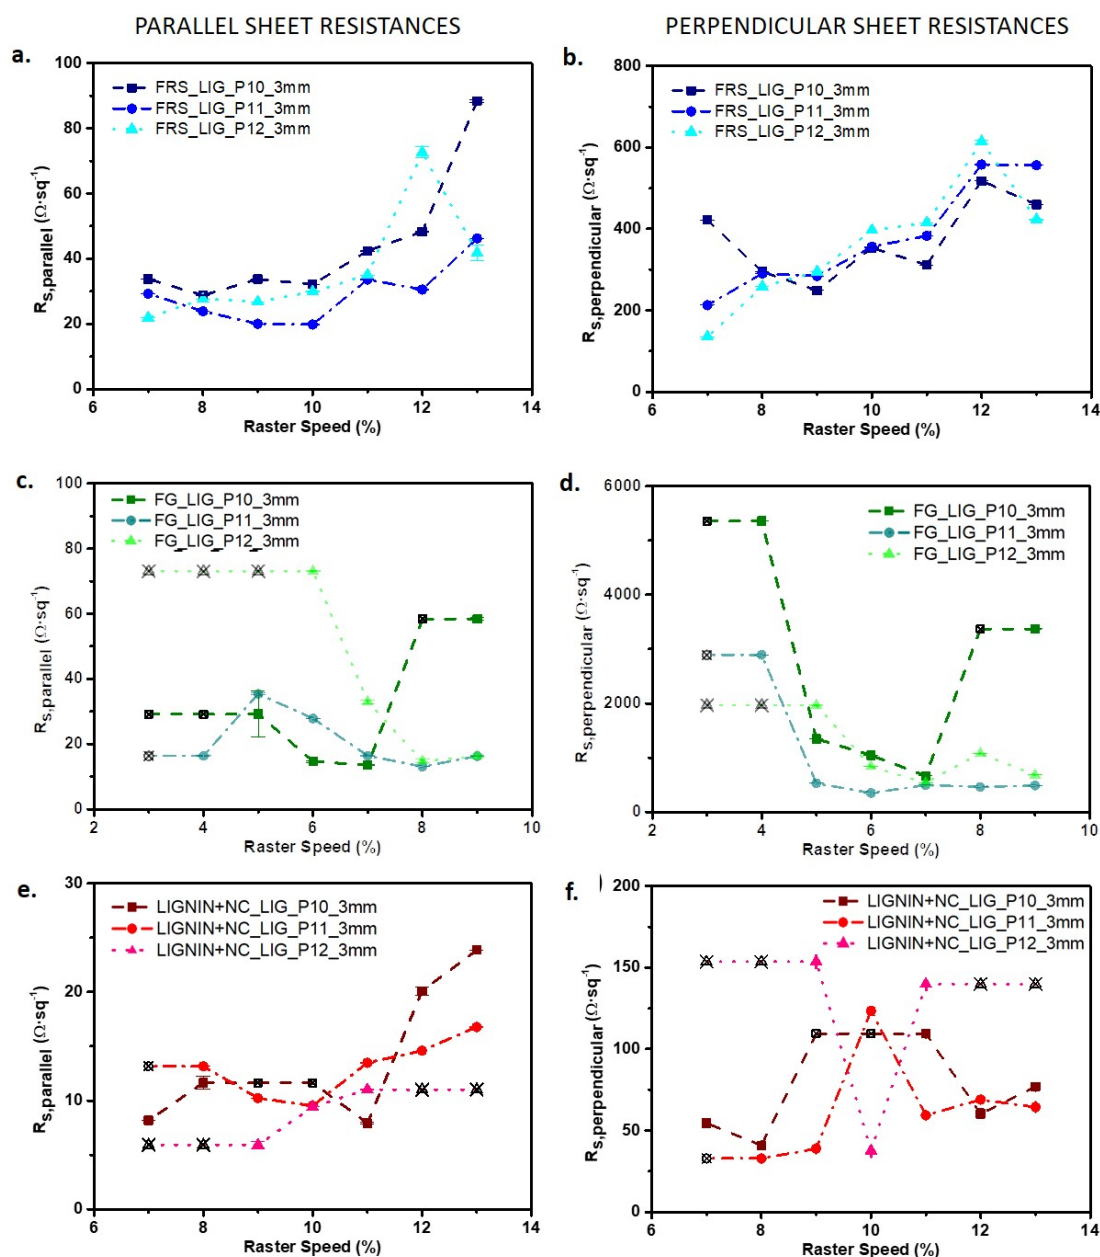 PARALLEL SHEET RESISTANCES
PERPENDICULAR SHEET RESISTANCES
a.
100
80
60
40
20
0
6
8
10
12
14
FRS_LIG_P10_3mm
FRS_LIG_P11_3mm
FRS_LIG_P12_3mm
Rs,parallel (Ω·sq-1)
Raster Speed (%)
b.
800
600
400
200
0
6
8
10
12
14
FRS_LIG_P10_3mm
FRS_LIG_P11_3mm
FRS_LIG_P12_3mm
Rs,perpendicular (Ω·sq-1)
Raster Speed (%)
c.
100
80
60
40
20
0
2
4
6
8
10
FG_LIG_P10_3mm
FG_LIG_P11_3mm
FG_LIG_P12_3mm
Rs,parallel (Ω·sq-1)
Raster Speed (%)
d.
6000
4000
2000
0
2
4
6
8
10
FG_LIG_P10_3mm
FG_LIG_P11_3mm
FG_LIG_P12_3mm
Rs,perpendicular (Ω·sq-1)
Raster Speed (%)
e.
30
20
10
0
6
8
10
12
14
LIGNIN+NC_LIG_P10_3mm
LIGNIN+NC_LIG_P11_3mm
LIGNIN+NC_LIG_P12_3mm
Rs,parallel (Ω·sq-1)
Raster Speed (%)
f.
)
200
150
100
50
0
6
8
10
12
14
LIGNIN+NC_LIG_P10_3mm
LIGNIN+NC_LIG_P11_3mm
LIGNIN+NC_LIG_P12_3mm
Rs,perpendicular (Ω·sq-1)
Raster Speed (%)